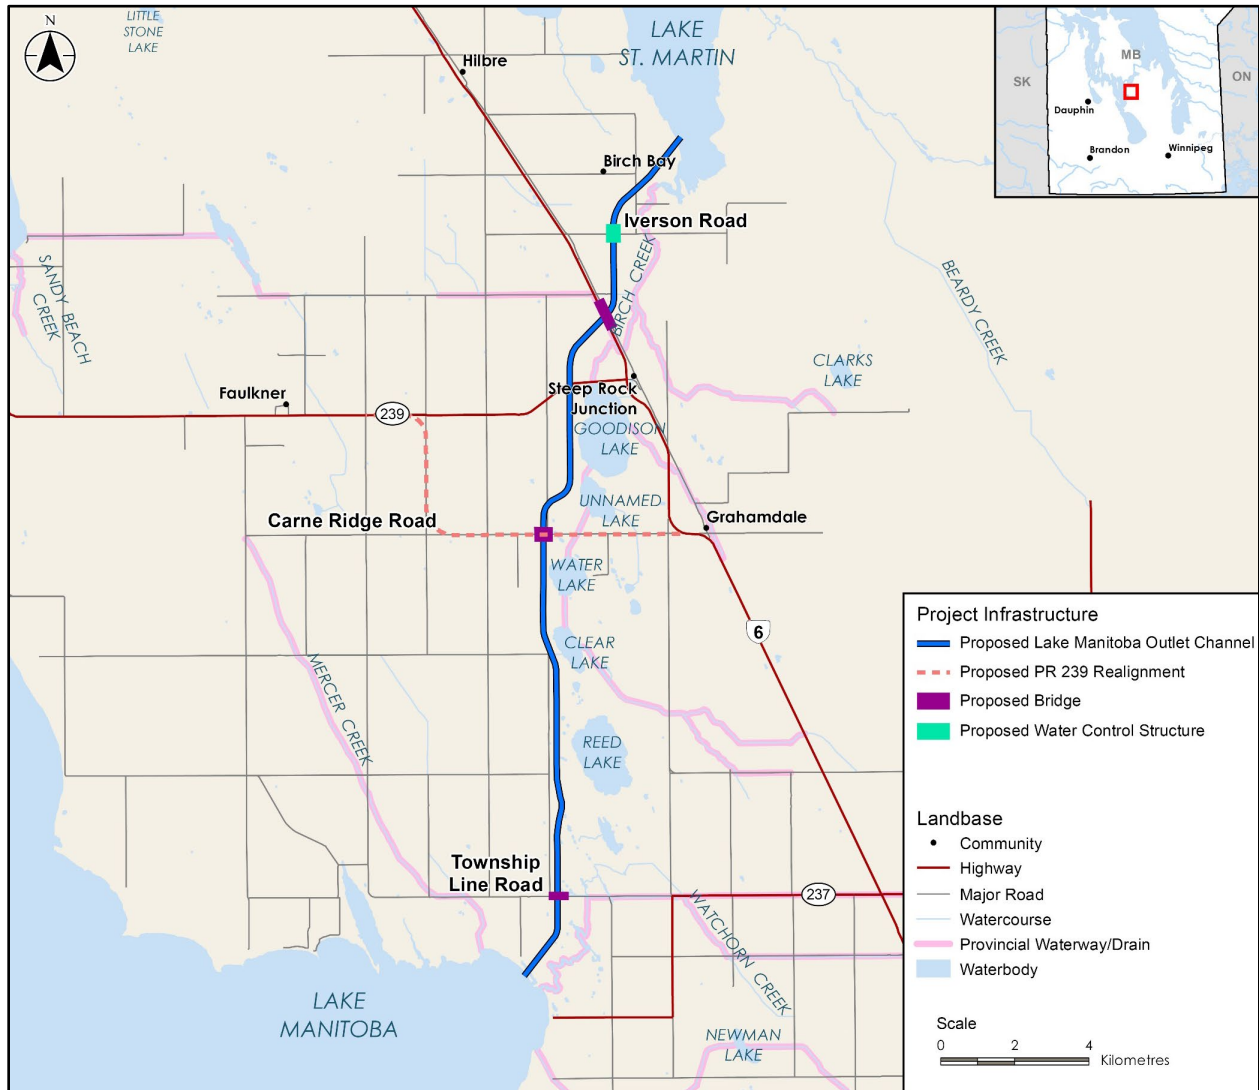 N
LITTLE
STONE
LAKE
LAKE
ST. MARTIN
Hilbre
SK
MB
ON
Dauphin
Brandon
Winnipeg
Birch Bay
Iverson Road
SANDY BEACH
CREEK
BIRCH CREEK
BEARDY CREEK
CLARKS
LAKE
Faulkner
Steep Rock
Junction
239
GOODISON
LAKE
UNNAMED
LAKE
Carne Ridge Road
Grahamdale
WATER
LAKE
CLEAR
LAKE
6
MERCER CREEK
REED
LAKE
Township
Line Road
237
WATCHORN CREEK
LAKE
MANITOBA
NEWMAN
LAKE
Project Infrastructure
Proposed Lake Manitoba Outlet Channel
Proposed PR 239 Realignment
Proposed Bridge
Proposed Water Control Structure
Landbase
Community
Highway
Major Road
Watercourse
Provincial Waterway/Drain
Waterbody
Scale
0 2 4
Kilometres